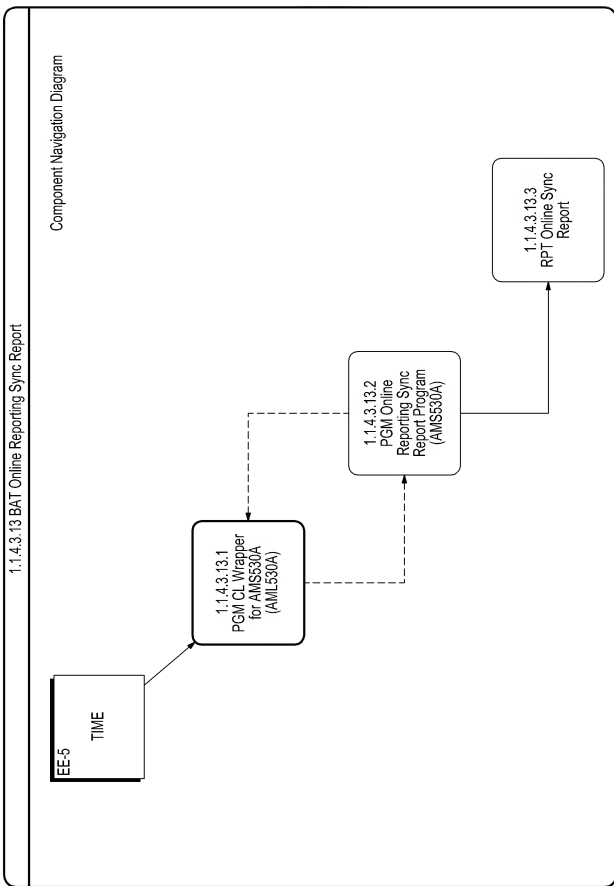 1.1.4.3.13 BAT Online Reporting Sync Report
Component Navigation Diagram
EE-5
TIME
1.1.4.3.13.1
PGM CL Wrapper
for AMS530A
(AML530A)
1.1.4.3.13.2
PGM Online
Reporting Sync
Report Program
(AMS530A)
1.1.4.3.13.3
RPT Online Sync
Report